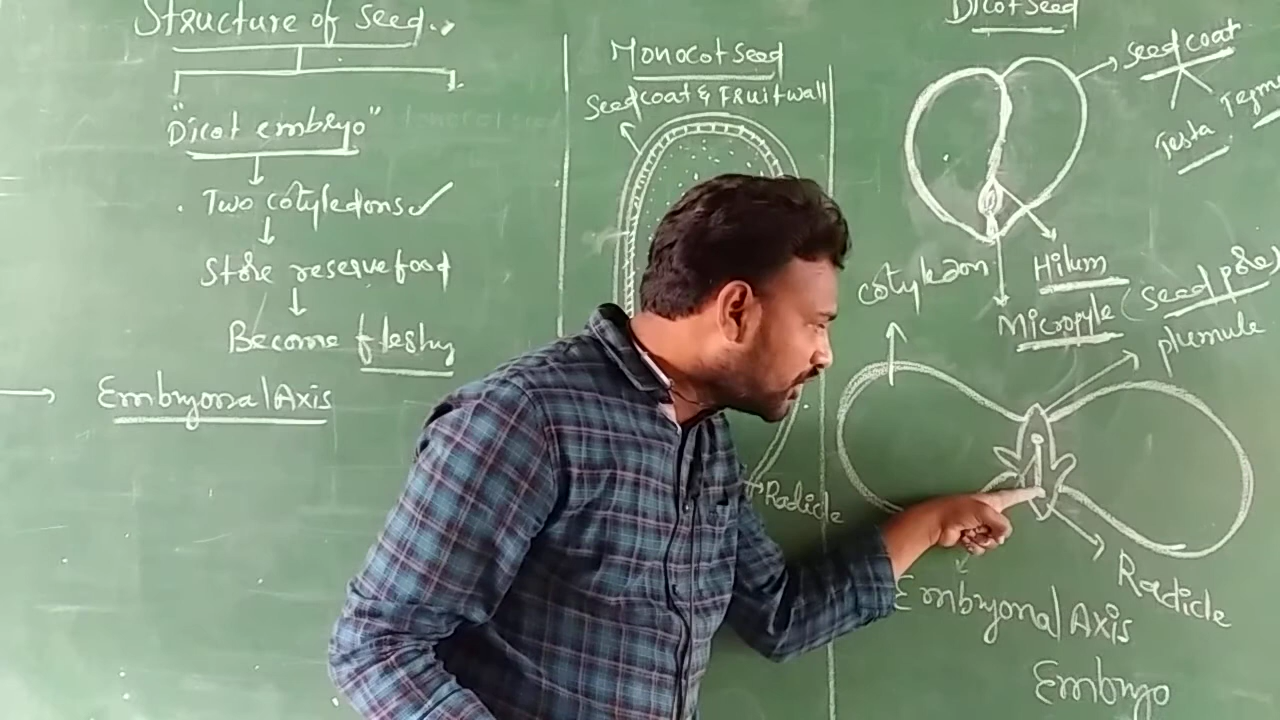 Structure of seed.
"Dicot embryo"
Two cotyledons ✓
Store reserve food
Become fleshy
Embryonal Axis
Monocot seed
Seed coat & Fruit wall
Radicle
Dicot seed
seed coat
Testa
Hilum
Micropyle (seed pore)
cotyledon
plumule
Radicle
Embryonal Axis
Embryo